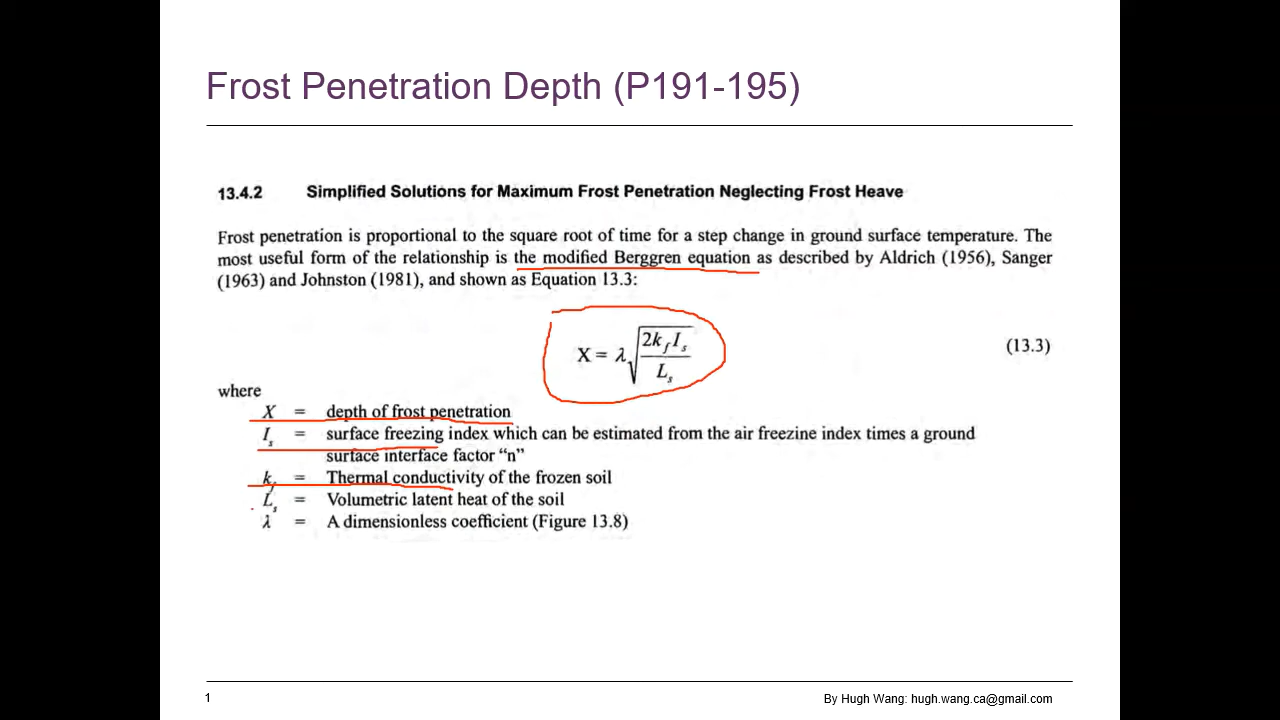 Frost Penetration Depth (P191-195)
13.4.2 Simplified Solutions for Maximum Frost Penetration Neglecting Frost Heave
Frost penetration is proportional to the square root of time for a step change in ground surface temperature. The
most useful form of the relationship is the modified Berggren equation as described by Aldrich (1956), Sanger
(1963) and Johnston (1981), and shown as Equation 13.3:
X = λ√(2k_f I_s / L_s) (13.3)
where
X = depth of frost penetration
I_s = surface freezing index which can be estimated from the air freezine index times a ground
surface interface factor “n”
k_f = Thermal conductivity of the frozen soil
L_s = Volumetric latent heat of the soil
λ = A dimensionless coefficient (Figure 13.8)
1 By Hugh Wang: hugh.wang.ca@gmail.com